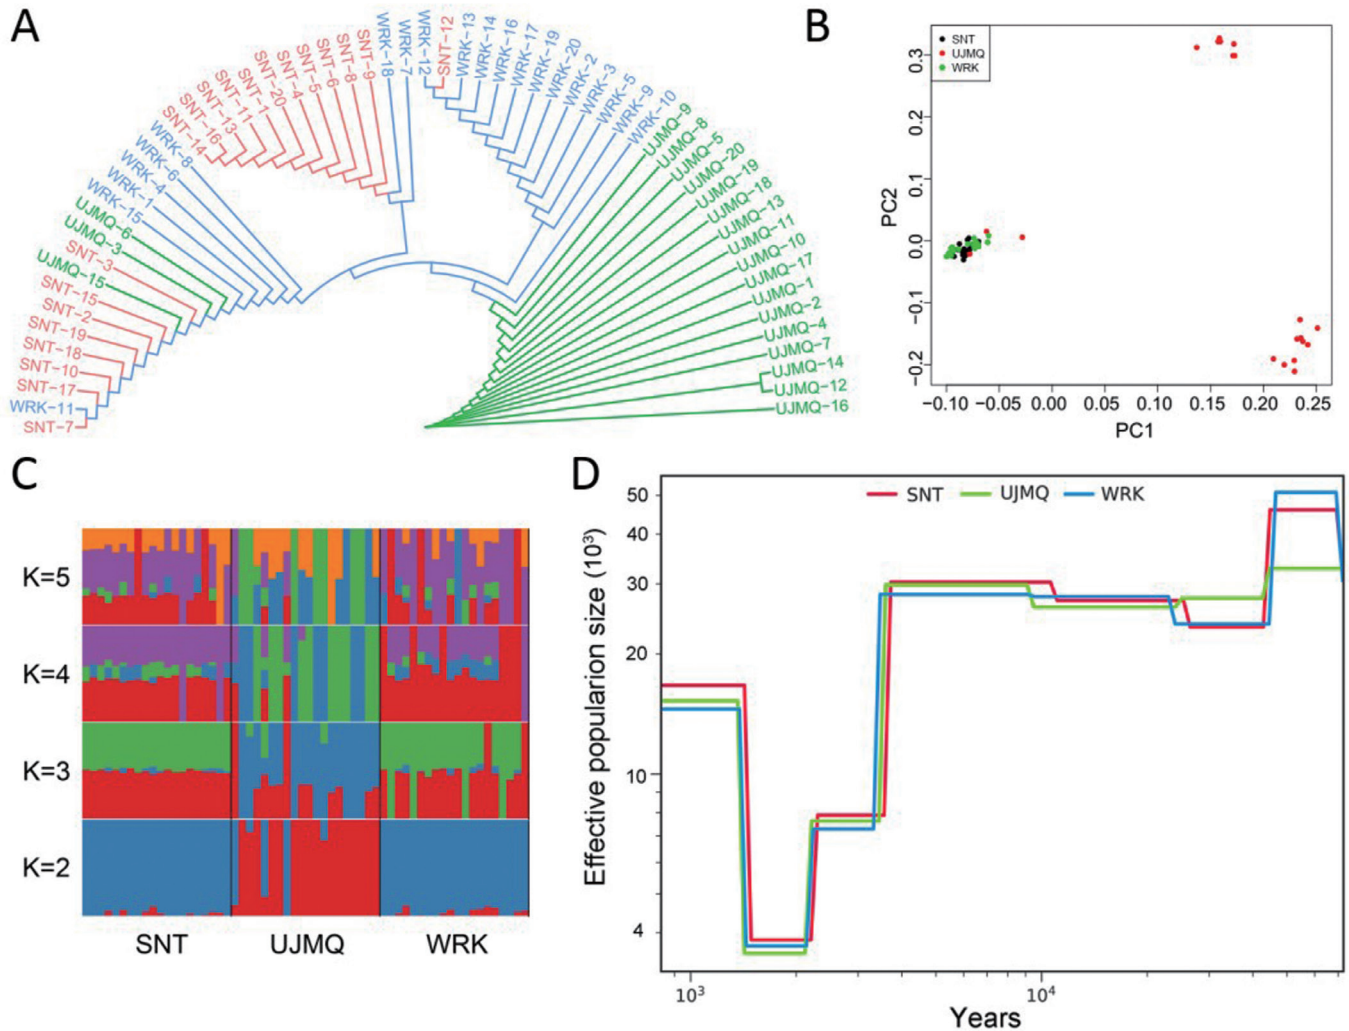 A
SNT-7
WRK-11
SNT-17
SNT-10
SNT-18
SNT-19
SNT-2
SNT-15
UJMQ-15
SNT-3
UJMQ-3
UJMQ-6
WRK-15
WRK-1
WRK-4
WRK-6
WRK-8
SNT-14
SNT-16
SNT-13
SNT-11
SNT-1
SNT-20
SNT-4
SNT-5
SNT-6
SNT-8
SNT-9
WRK-18
WRK-7
WRK-12
SNT-12
WRK-13
WRK-14
WRK-16
WRK-17
WRK-19
WRK-20
WRK-2
WRK-3
WRK-5
WRK-9
WRK-10
UJMQ-9
UJMQ-8
UJMQ-5
UJMQ-20
UJMQ-19
UJMQ-18
UJMQ-13
UJMQ-11
UJMQ-10
UJMQ-17
UJMQ-1
UJMQ-2
UJMQ-4
UJMQ-7
UJMQ-14
UJMQ-12
UJMQ-16
B
SNT
UJMQ
WRK
PC2
0.3
0.2
0.1
0.0
−0.1
−0.2
−0.10 −0.05 0.00 0.05 0.10 0.15 0.20 0.25
PC1
C
K=5
K=4
K=3
K=2
SNT UJMQ WRK
D
SNT UJMQ WRK
Effective popularion size (10³)
50
40
30
20
10
4
10³ 10⁴
Years